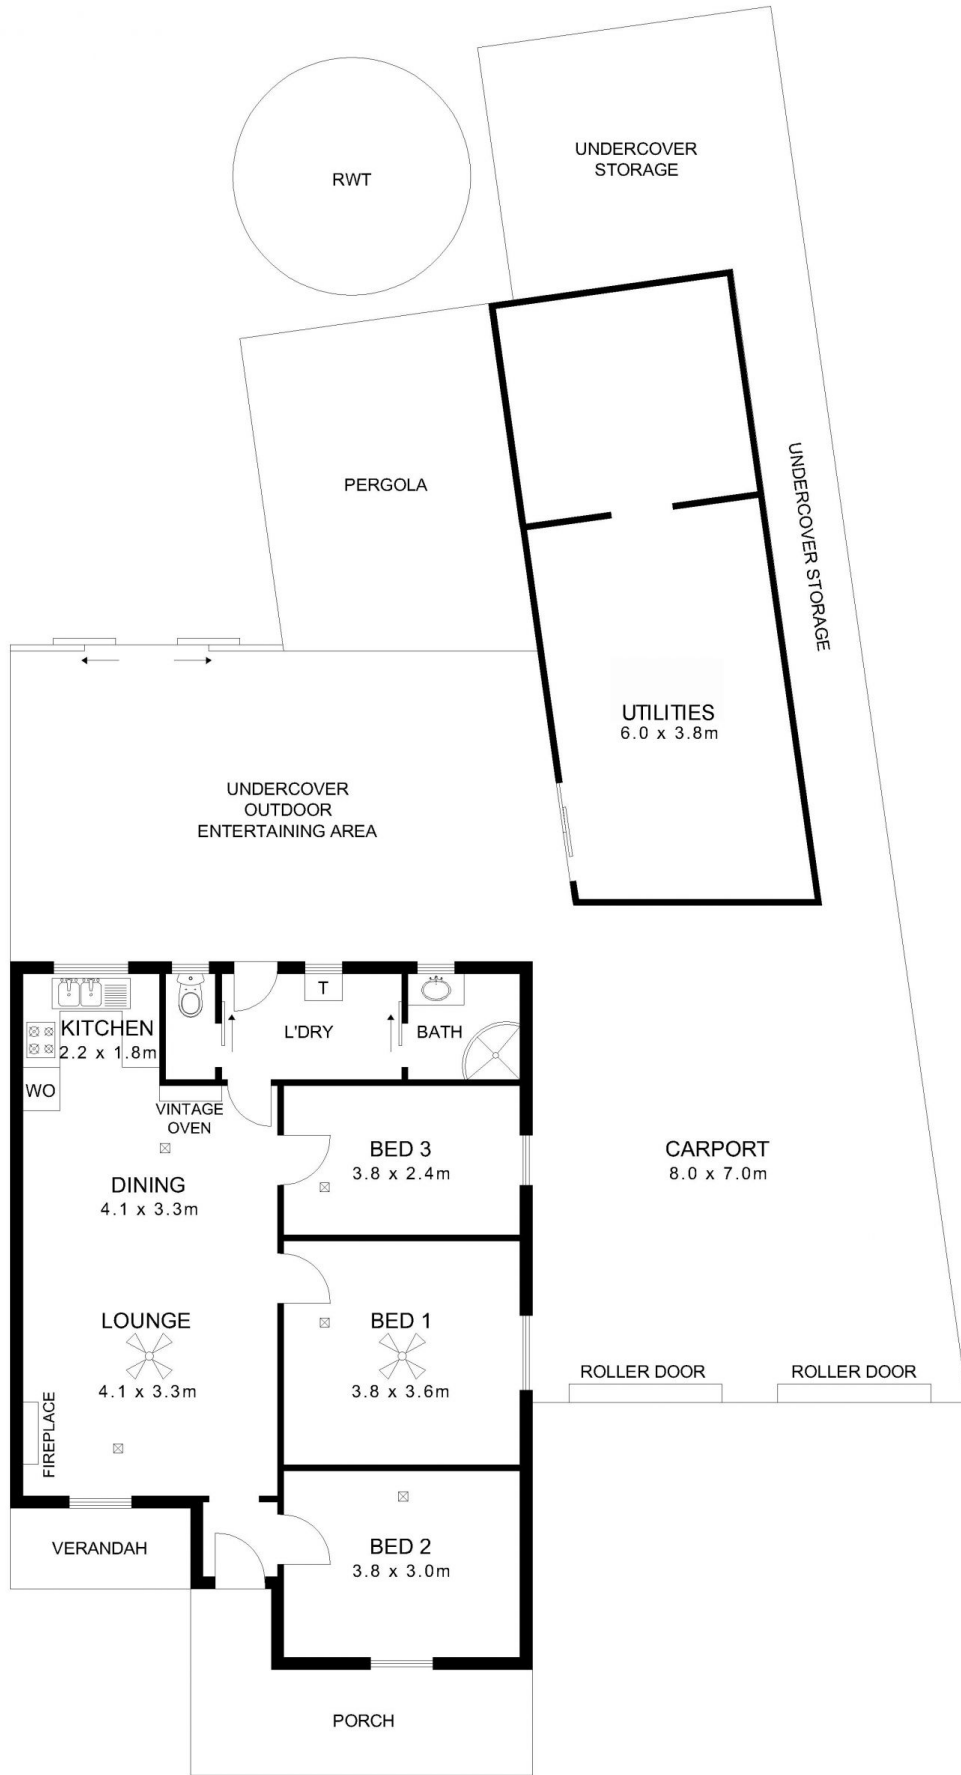 UNDERCOVER
STORAGE
RWT
PERGOLA
UNDERCOVER STORAGE
UTILITIES
6.0 x 3.8m
UNDERCOVER
OUTDOOR
ENTERTAINING AREA
KITCHEN
2.2 x 1.8m
WO
T
L'DRY
BATH
VINTAGE
OVEN
BED 3
3.8 x 2.4m
CARPORT
8.0 x 7.0m
DINING
4.1 x 3.3m
LOUNGE
4.1 x 3.3m
BED 1
3.8 x 3.6m
ROLLER DOOR
ROLLER DOOR
FIREPLACE
VERANDAH
BED 2
3.8 x 3.0m
PORCH